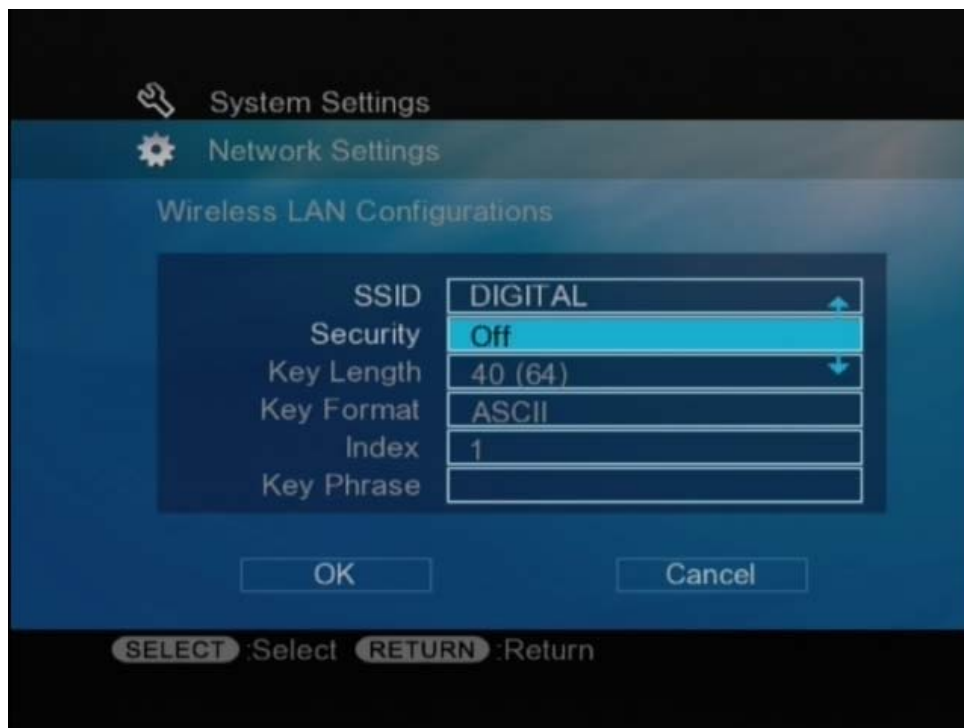 System Settings
Network Settings
Wireless LAN Configurations
SSID DIGITAL
Security Off
Key Length 40 (64)
Key Format ASCII
Index 1
Key Phrase
OK Cancel
SELECT :Select RETURN :Return